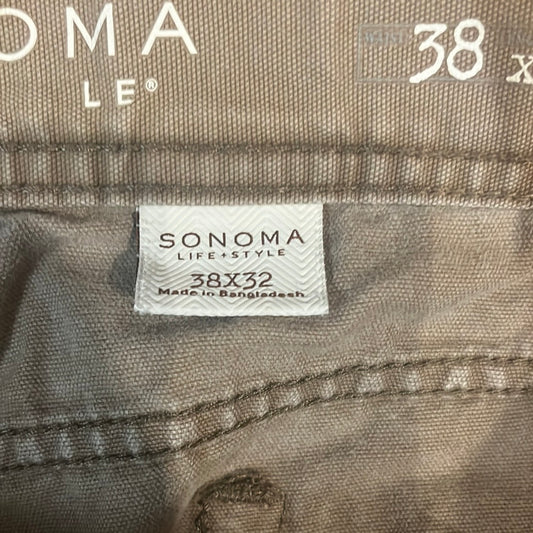 OMA
LE®
38 x
SONOMA
LIFE+STYLE
38X32
Made in Bangladesh